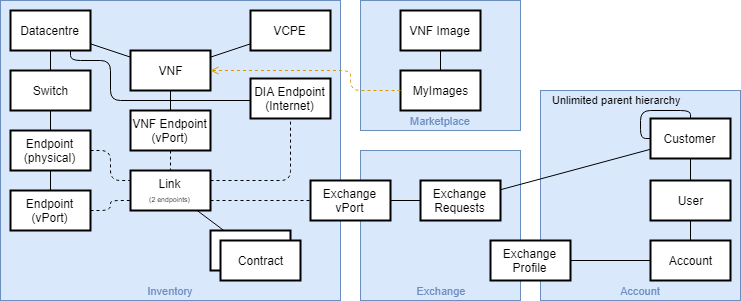 Datacentre
VCPE
VNF
Switch
DIA Endpoint
(Internet)
Endpoint
(physical)
VNF Endpoint
(vPort)
Endpoint
(vPort)
Link
(2 endpoints)
Contract
Inventory
VNF Image
MyImages
Marketplace
Exchange
vPort
Exchange
Requests
Exchange
Profile
Exchange
Unlimited parent hierarchy
Customer
User
Account
Account